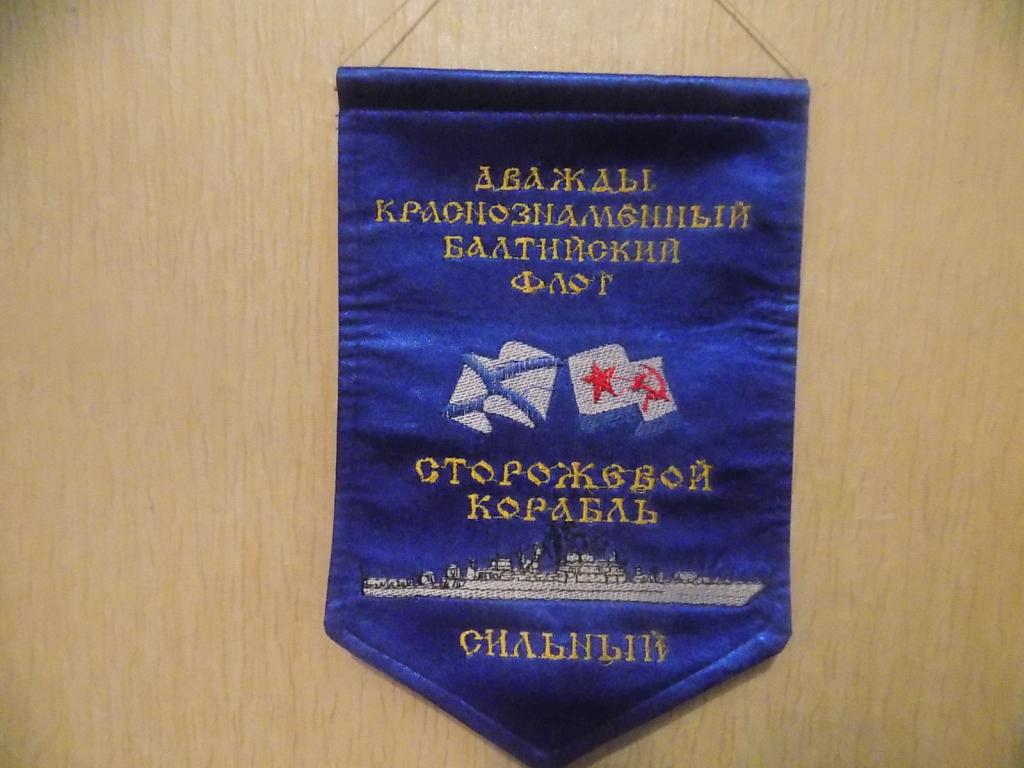 ДВАЖДЫ
КРАСНОЗНАМЕННЫЙ
БАЛТИЙСКИЙ
ФЛОТ
СТОРОЖЕВОЙ
КОРАБЛЬ
СИЛЬНЫЙ